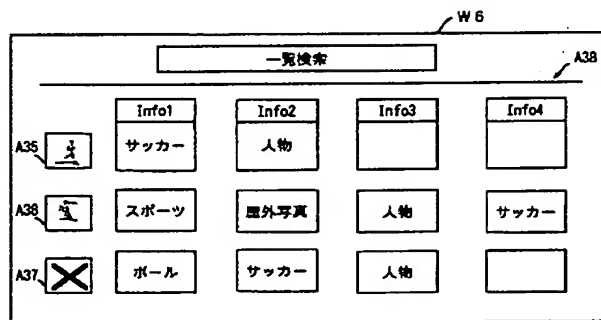 W6
一覧検索
A38
Info1 Info2 Info3 Info4
A35 サッカー 人物
A38 スポーツ 屋外写真 人物 サッカー
A37 ボール サッカー 人物